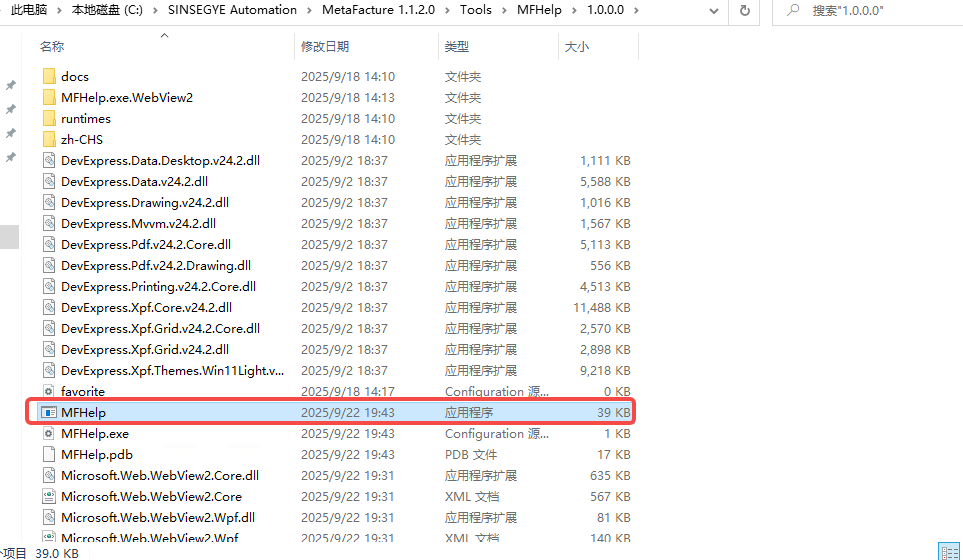 此电脑 › 本地磁盘 (C:) › SINSEGYE Automation › MetaFacture 1.1.2.0 › Tools › MFHelp › 1.0.0.0 › 搜索"1.0.0.0"
名称 修改日期 类型 大小
docs 2025/9/18 14:10 文件夹
MFHelp.exe.WebView2 2025/9/18 14:13 文件夹
runtimes 2025/9/18 14:10 文件夹
zh-CHS 2025/9/18 14:10 文件夹
DevExpress.Data.Desktop.v24.2.dll 2025/9/2 18:37 应用程序扩展 1,111 KB
DevExpress.Data.v24.2.dll 2025/9/2 18:37 应用程序扩展 5,588 KB
DevExpress.Drawing.v24.2.dll 2025/9/2 18:37 应用程序扩展 1,016 KB
DevExpress.Mvvm.v24.2.dll 2025/9/2 18:37 应用程序扩展 1,567 KB
DevExpress.Pdf.v24.2.Core.dll 2025/9/2 18:37 应用程序扩展 5,113 KB
DevExpress.Pdf.v24.2.Drawing.dll 2025/9/2 18:37 应用程序扩展 556 KB
DevExpress.Printing.v24.2.Core.dll 2025/9/2 18:37 应用程序扩展 4,513 KB
DevExpress.Xpf.Core.v24.2.dll 2025/9/2 18:37 应用程序扩展 11,488 KB
DevExpress.Xpf.Grid.v24.2.Core.dll 2025/9/2 18:37 应用程序扩展 2,570 KB
DevExpress.Xpf.Grid.v24.2.dll 2025/9/2 18:37 应用程序扩展 2,898 KB
DevExpress.Xpf.Themes.Win11Light.v... 2025/9/2 18:37 应用程序扩展 9,218 KB
favorite 2025/9/18 14:17 Configuration 源... 0 KB
MFHelp 2025/9/22 19:43 应用程序 39 KB
MFHelp.exe 2025/9/22 19:43 Configuration 源... 1 KB
MFHelp.pdb 2025/9/22 19:43 PDB 文件 17 KB
Microsoft.Web.WebView2.Core.dll 2025/9/22 19:31 应用程序扩展 635 KB
Microsoft.Web.WebView2.Core 2025/9/22 19:31 XML 文档 567 KB
Microsoft.Web.WebView2.Wpf.dll 2025/9/22 19:31 应用程序扩展 81 KB
Microsoft.Web.WebView2.Wpf 2025/9/22 19:31 XML 文档 140 KB
项目 39.0 KB